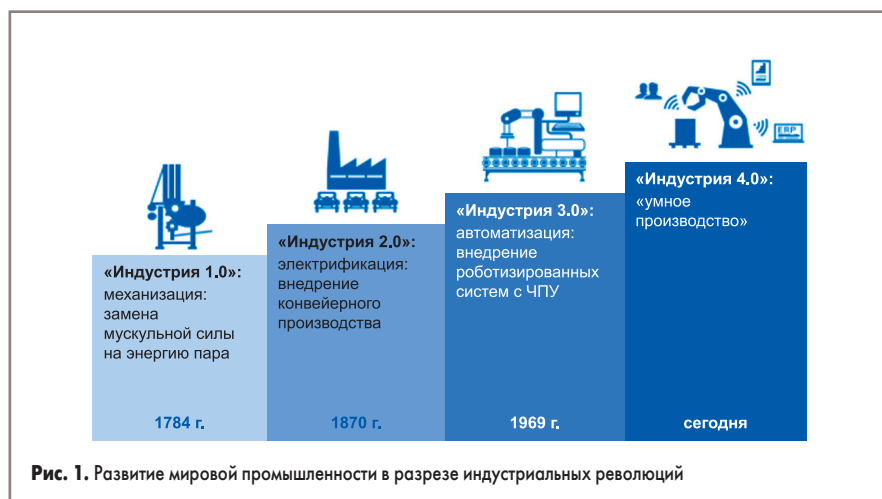 ERP
«Индустрия 1.0»:
механизация:
замена
мускульной силы
на энергию пара
1784 г.
«Индустрия 2.0»:
электрификация:
внедрение
конвейерного
производства
1870 г.
«Индустрия 3.0»:
автоматизация:
внедрение
роботизированных
систем с ЧПУ
1969 г.
«Индустрия 4.0»:
«умное
производство»
сегодня
Рис. 1. Развитие мировой промышленности в разрезе индустриальных революций